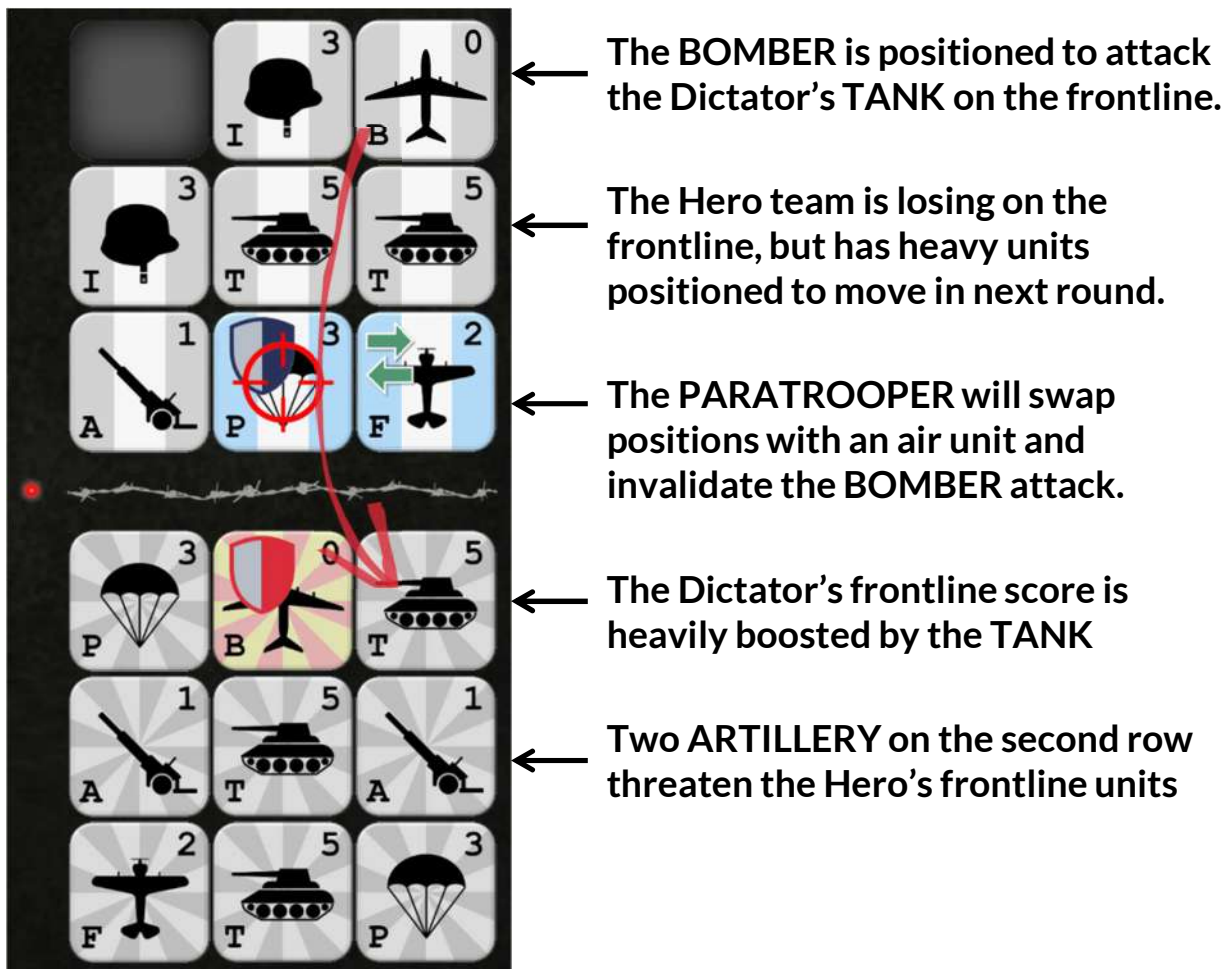 3 0
I B
The BOMBER is positioned to attack
the Dictator’s TANK on the frontline.
3 5 5
I T T
The Hero team is losing on the
frontline, but has heavy units
positioned to move in next round.
1 3 2
A P F
The PARATROOPER will swap
positions with an air unit and
invalidate the BOMBER attack.
3 0 5
P B T
The Dictator’s frontline score is
heavily boosted by the TANK
1 5 1
A T A
Two ARTILLERY on the second row
threaten the Hero’s frontline units
2 5 3
F T P